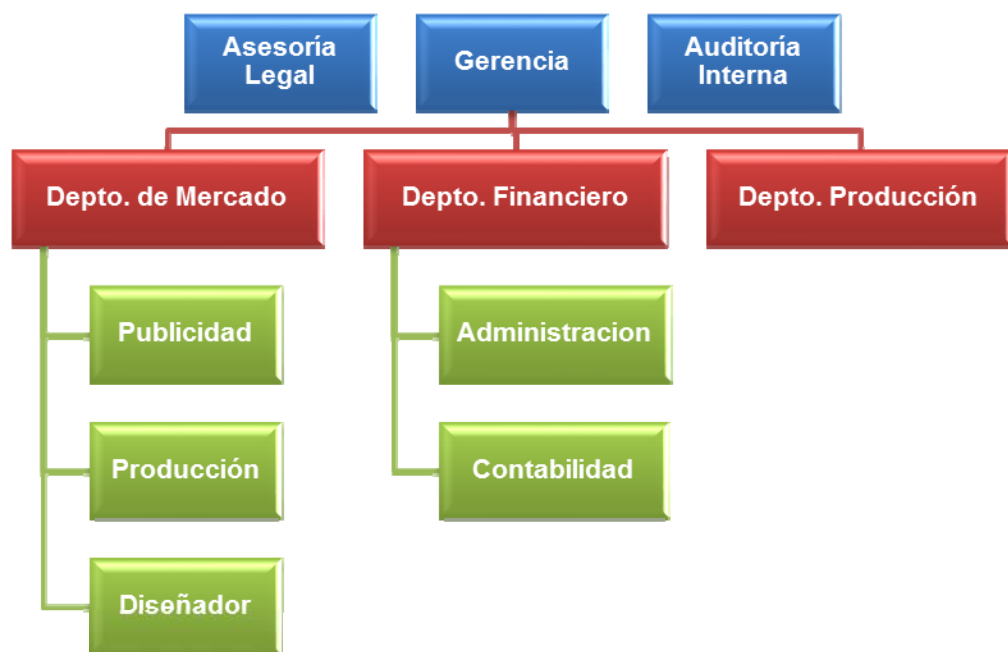 Asesoría
Legal
Gerencia
Auditoría
Interna
Depto. de Mercado
Depto. Financiero
Depto. Producción
Publicidad
Administracion
Producción
Contabilidad
Diseñador